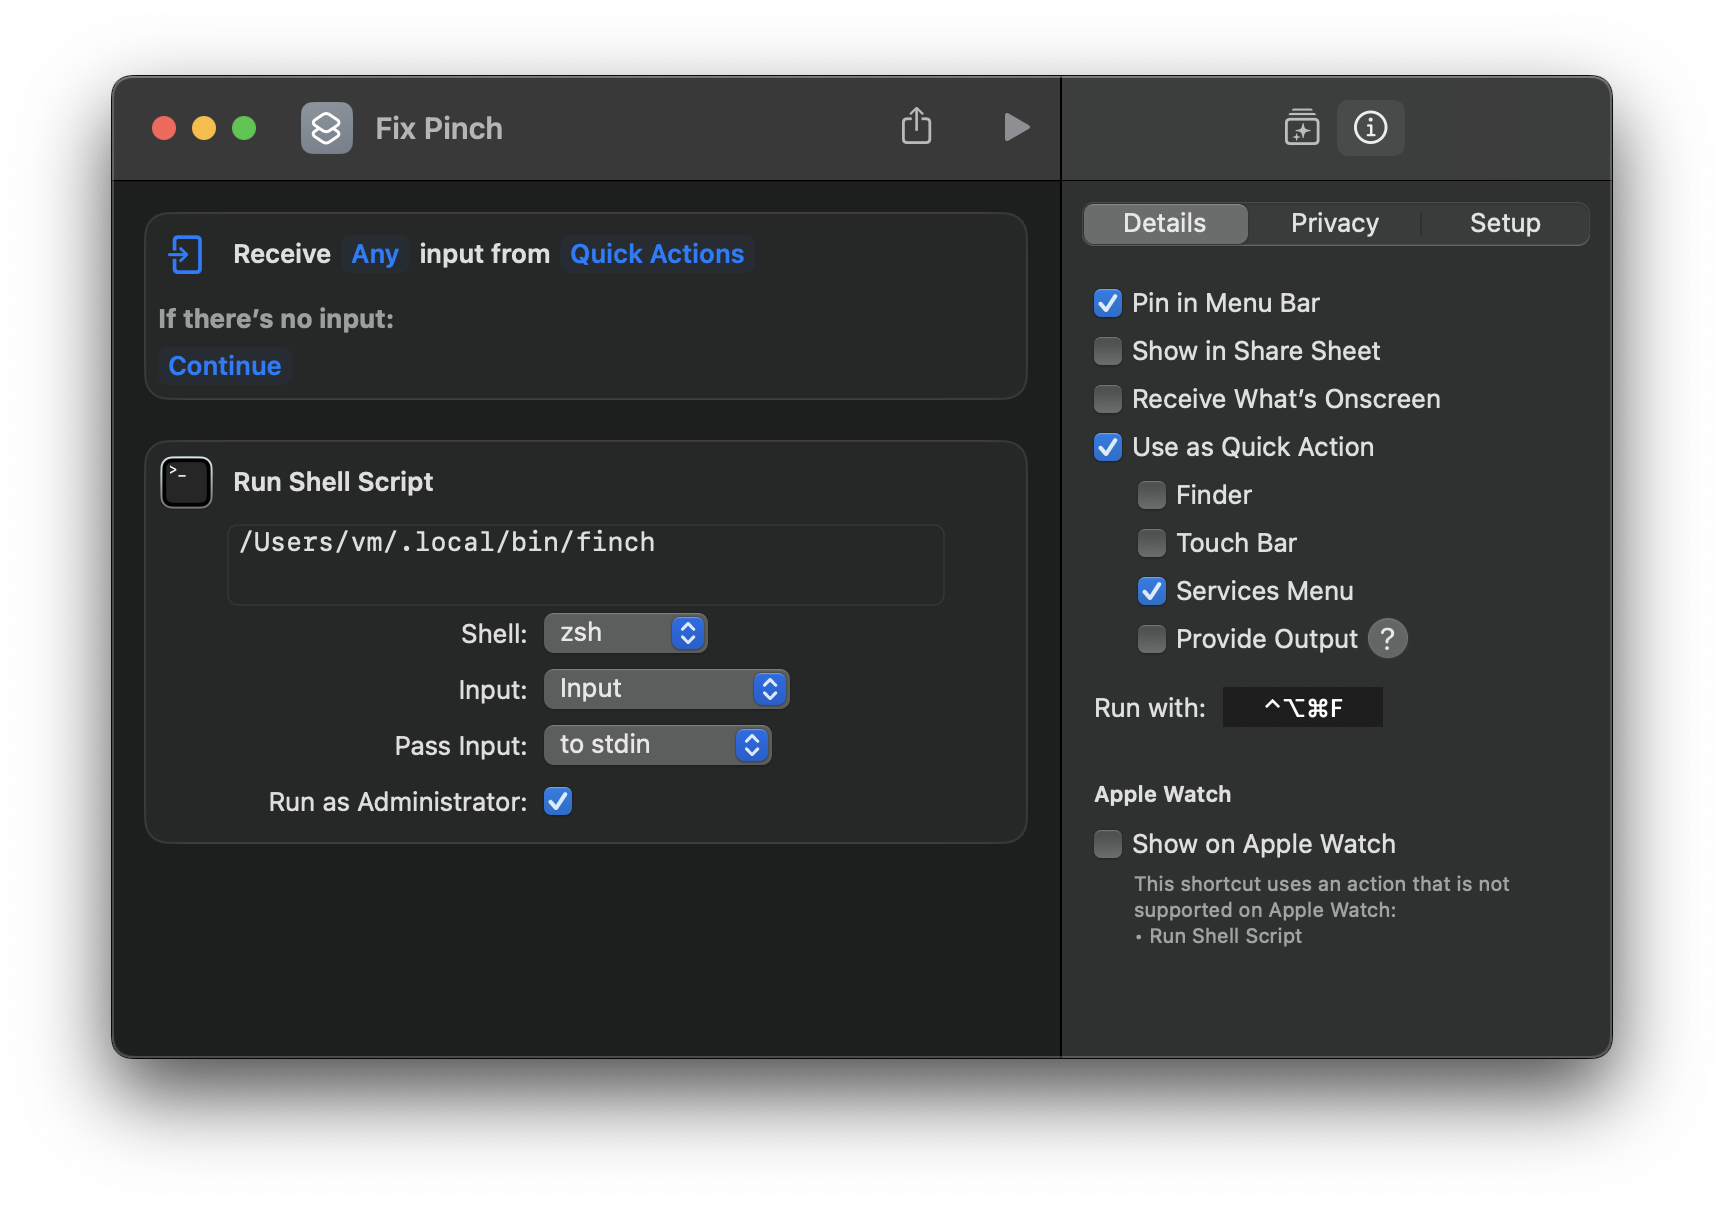 Fix Pinch
Receive Any input from Quick Actions
If there’s no input:
Continue
>_
Run Shell Script
/Users/vm/.local/bin/finch
Shell: zsh
Input: Input
Pass Input: to stdin
Run as Administrator:
Details Privacy Setup
Pin in Menu Bar
Show in Share Sheet
Receive What’s Onscreen
Use as Quick Action
Finder
Touch Bar
Services Menu
Provide Output ?
Run with: ^⌥⌘F
Apple Watch
Show on Apple Watch
This shortcut uses an action that is not
supported on Apple Watch:
• Run Shell Script